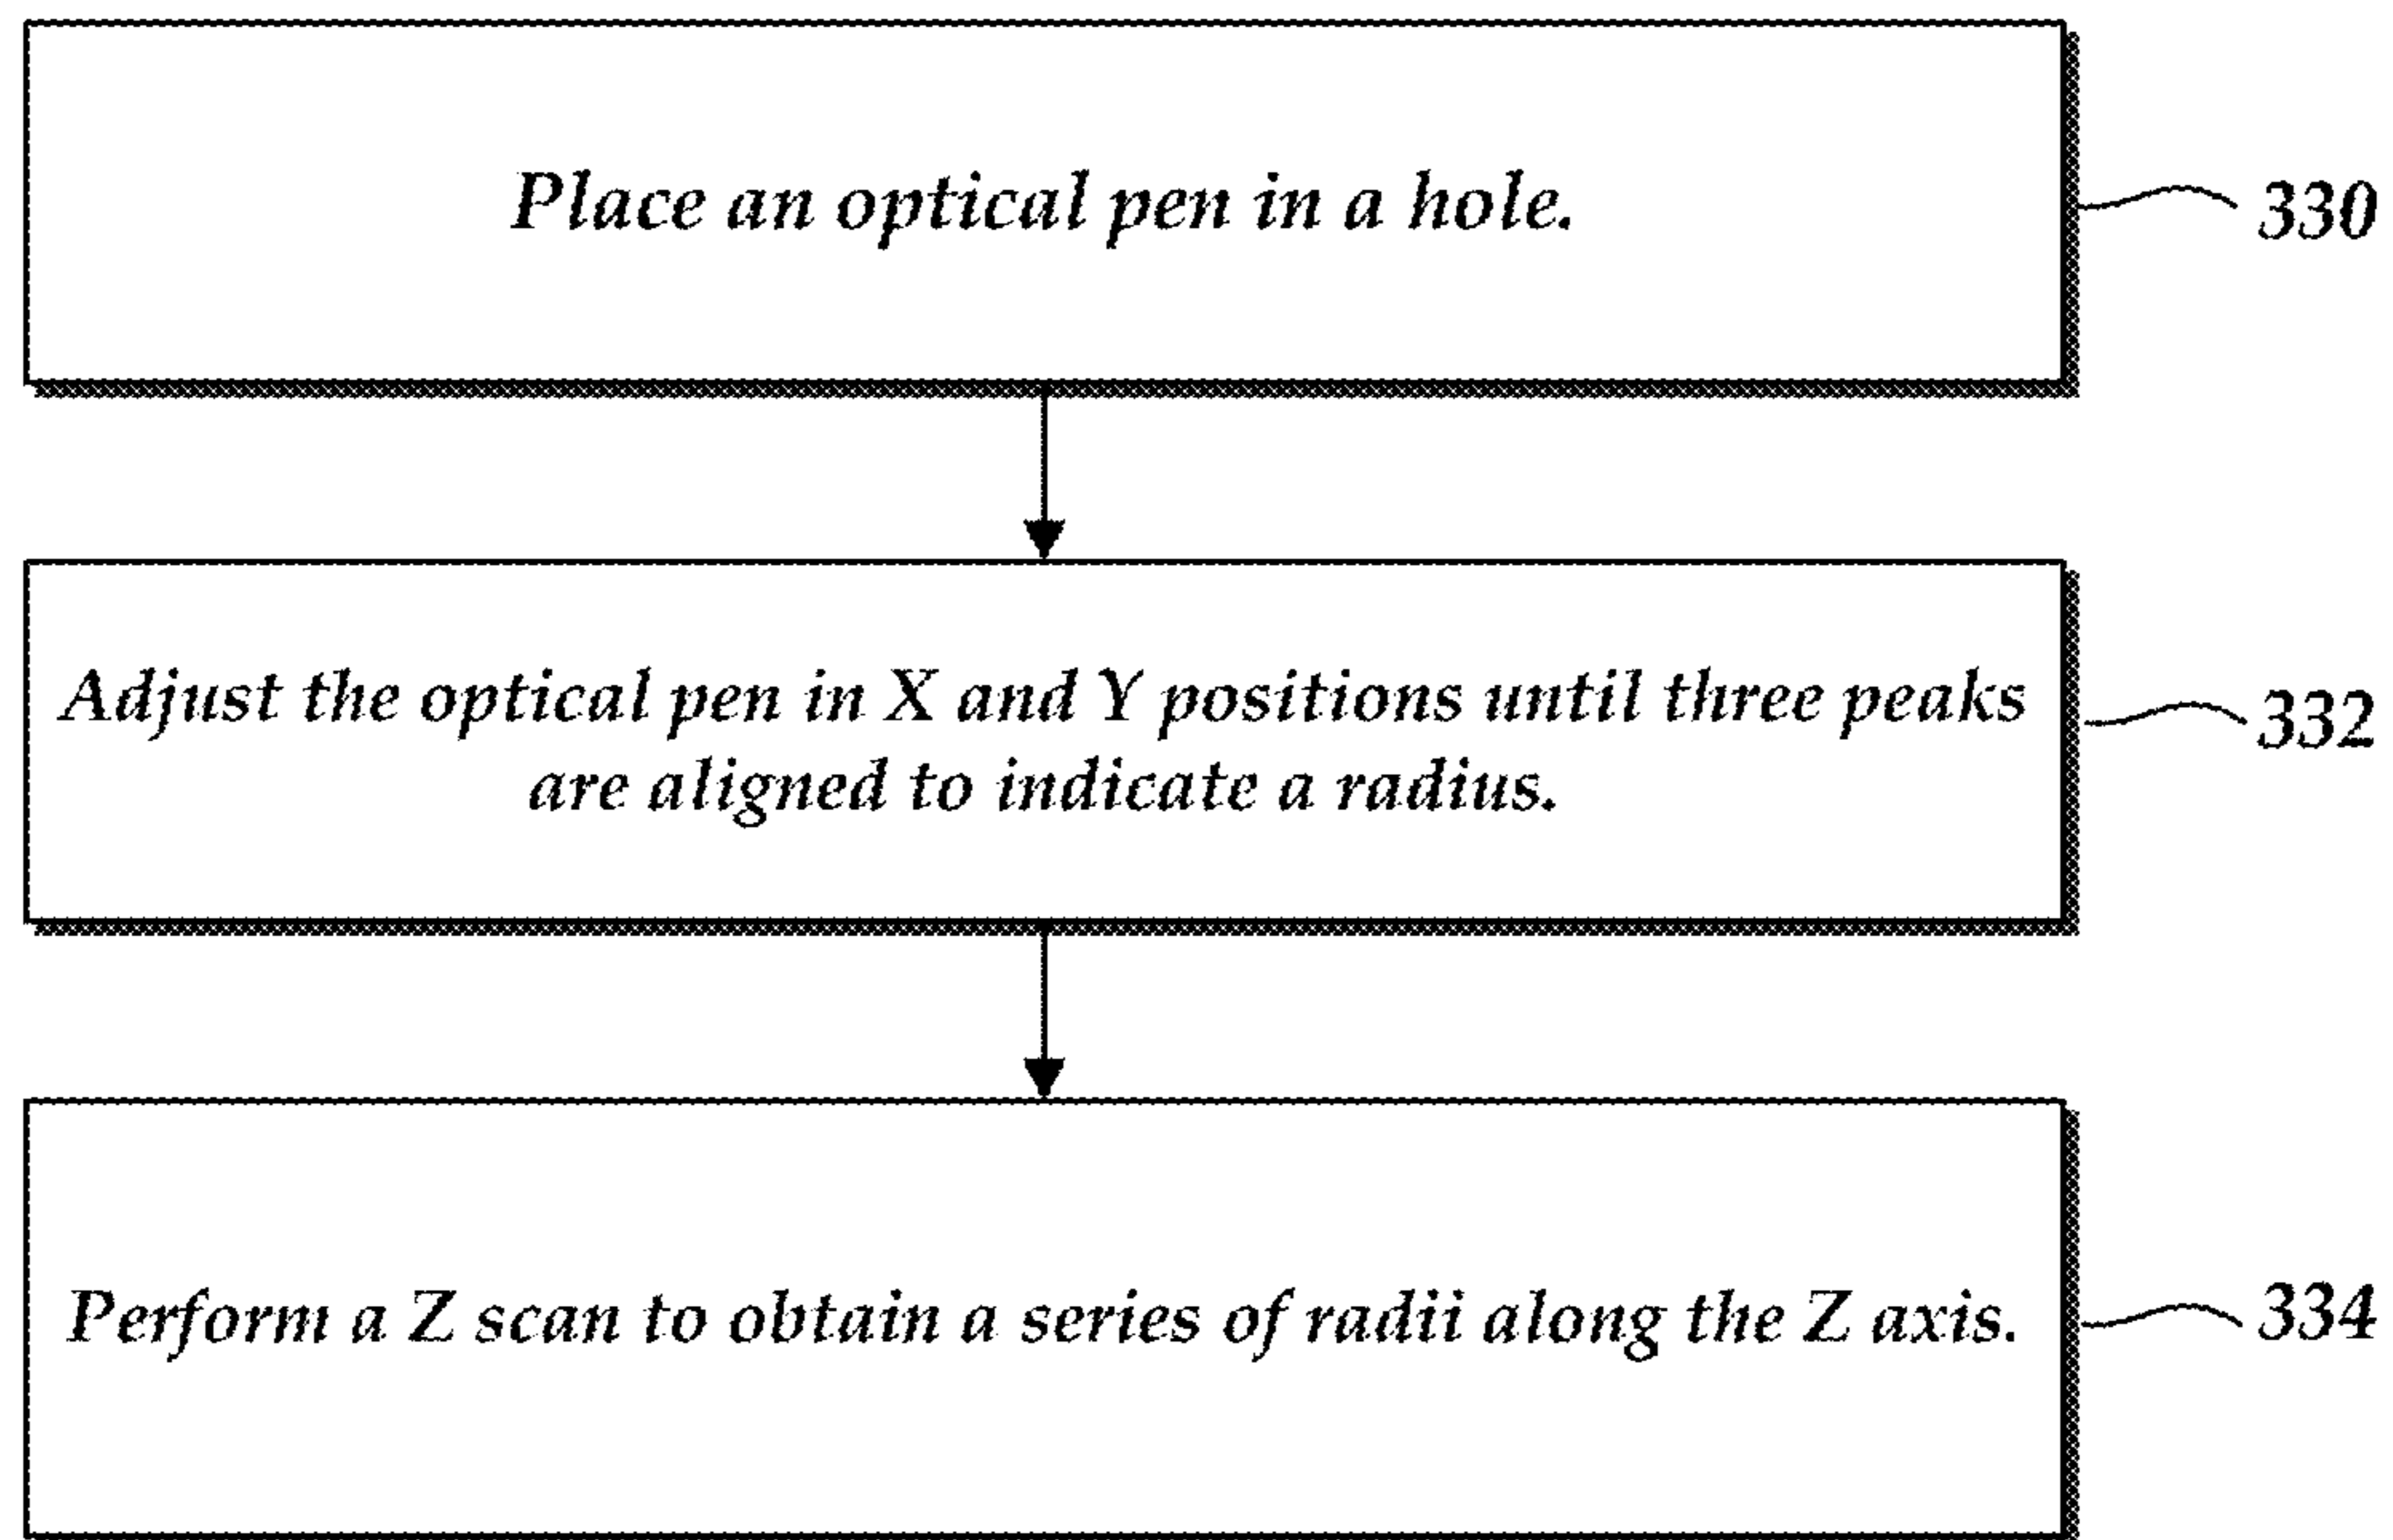 Place an optical pen in a hole.
330
Adjust the optical pen in X and Y positions until three peaks
are aligned to indicate a radius.
332
Perform a Z scan to obtain a series of radii along the Z axis.
334